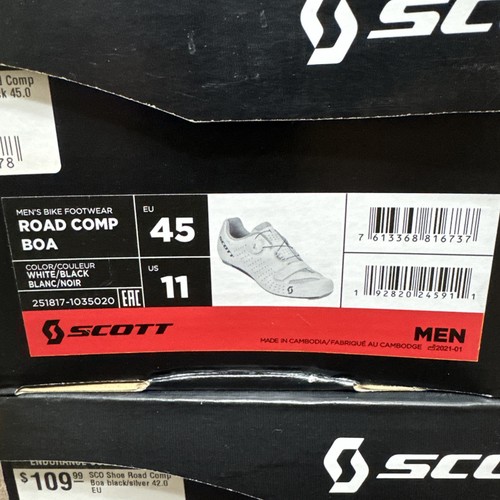 SCO
d Comp
k 45.0
78
MEN'S BIKE FOOTWEAR
ROAD COMP
BOA
COLOR/COULEUR
WHITE/BLACK
BLANC/NOIR
251817-1035020 EAC
EU
45
US
11
7 613368 816737
1 92820 24591 1
SCOTT
MEN
MADE IN CAMBODIA/FABRIQUÉ AU CAMBODGE 2021-01
SCO
$109.99
SCO Shoe Road Comp
Boa black/silver 42.0
EU